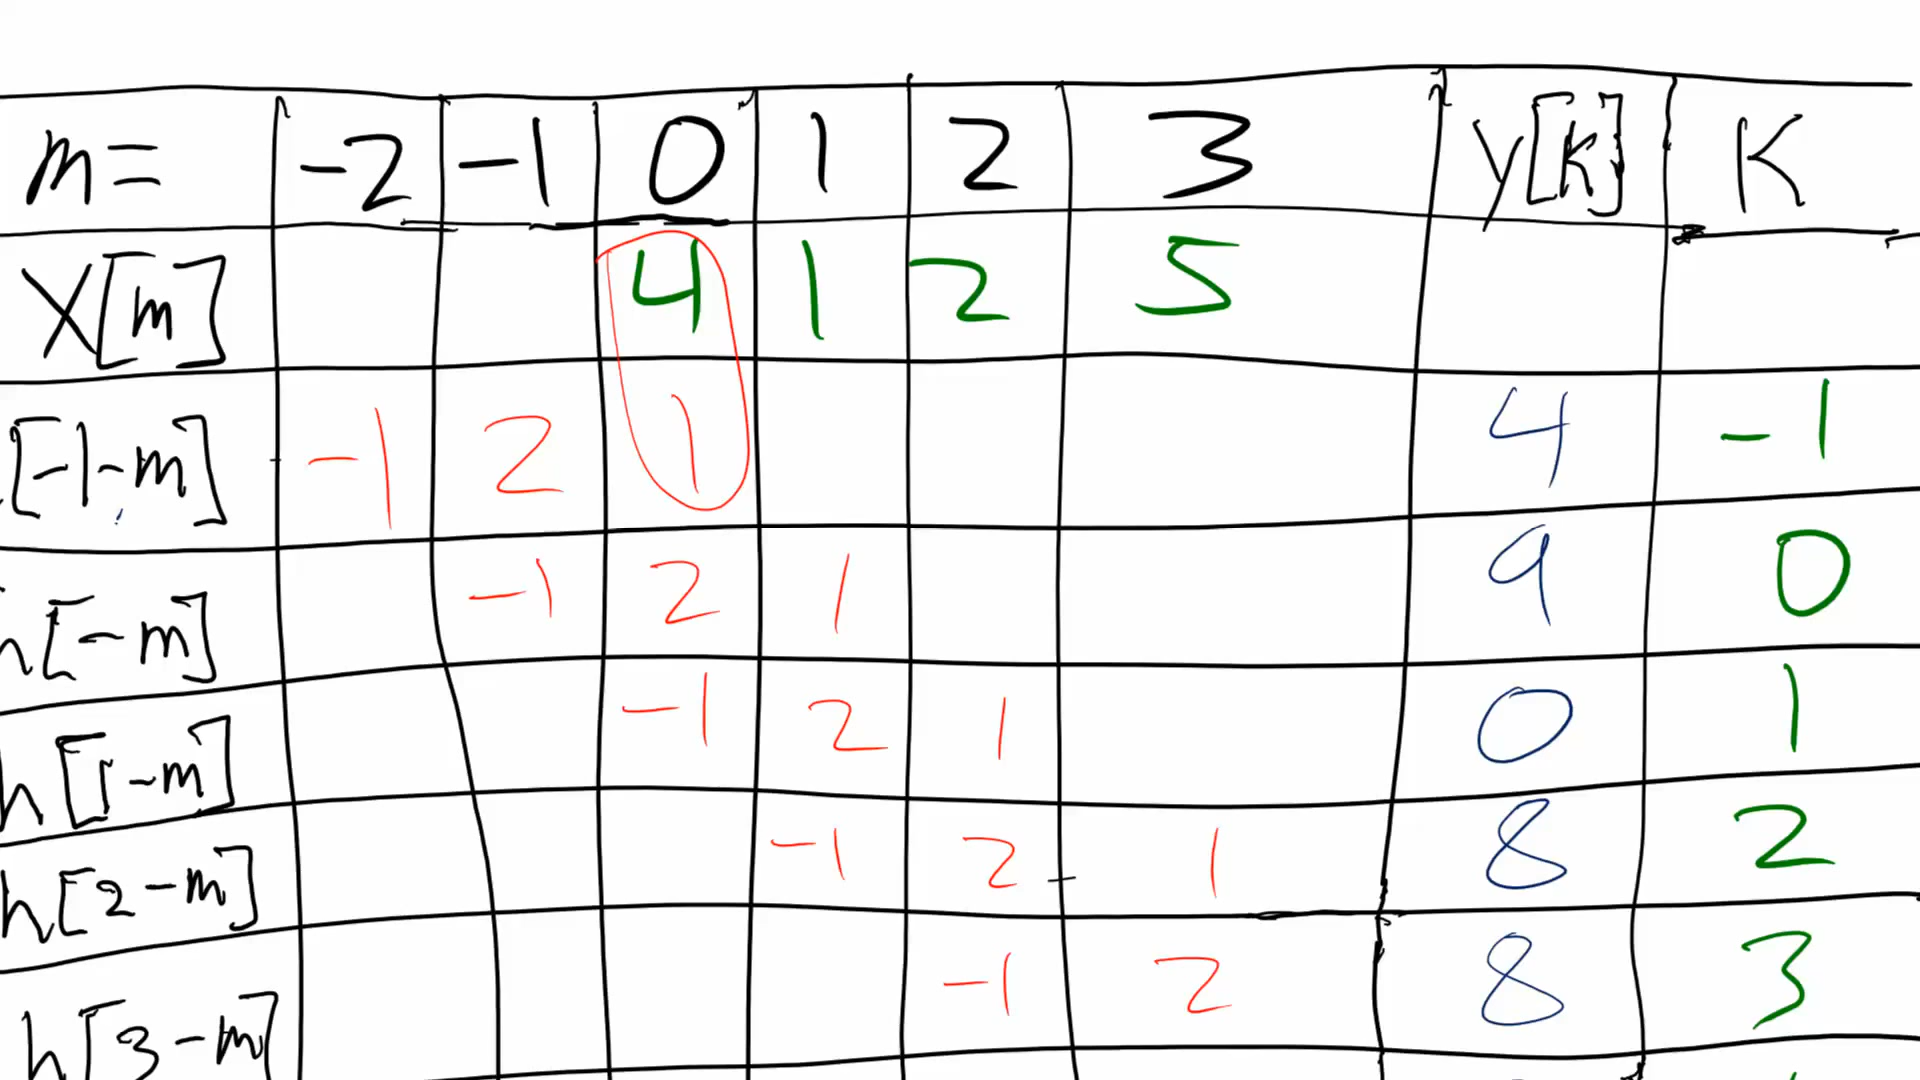 m= -2 -1 0 1 2 3 y[k] K
X[m] 4 1 2 5
[-1-m] -1 2 1 4 -1
h[-m] -1 2 1 9 0
h[1-m] -1 2 1 0 1
h[2-m] -1 2 1 8 2
h[3-m] -1 2 8 3